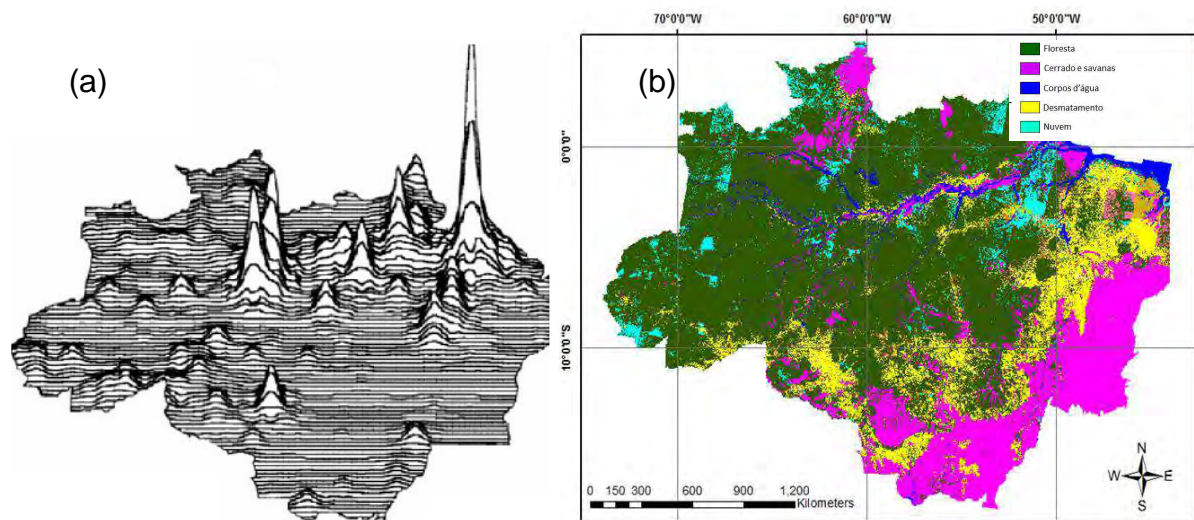 (a)
(b)
70°0'0"W 60°0'0"W 50°0'0"W
0°0'0"
10°0'0"S
Floresta
Cerrado e savanas
Corpos d'água
Desmatamento
Nuvem
0 150 300 600 900 1,200
Kilometers
N
W E
S